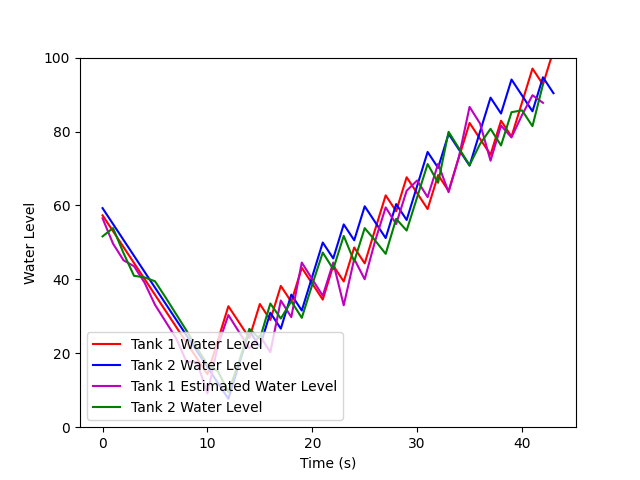 100
80
60
40
20
0
Water Level
Tank 1 Water Level
Tank 2 Water Level
Tank 1 Estimated Water Level
Tank 2 Water Level
0 10 20 30 40
Time (s)